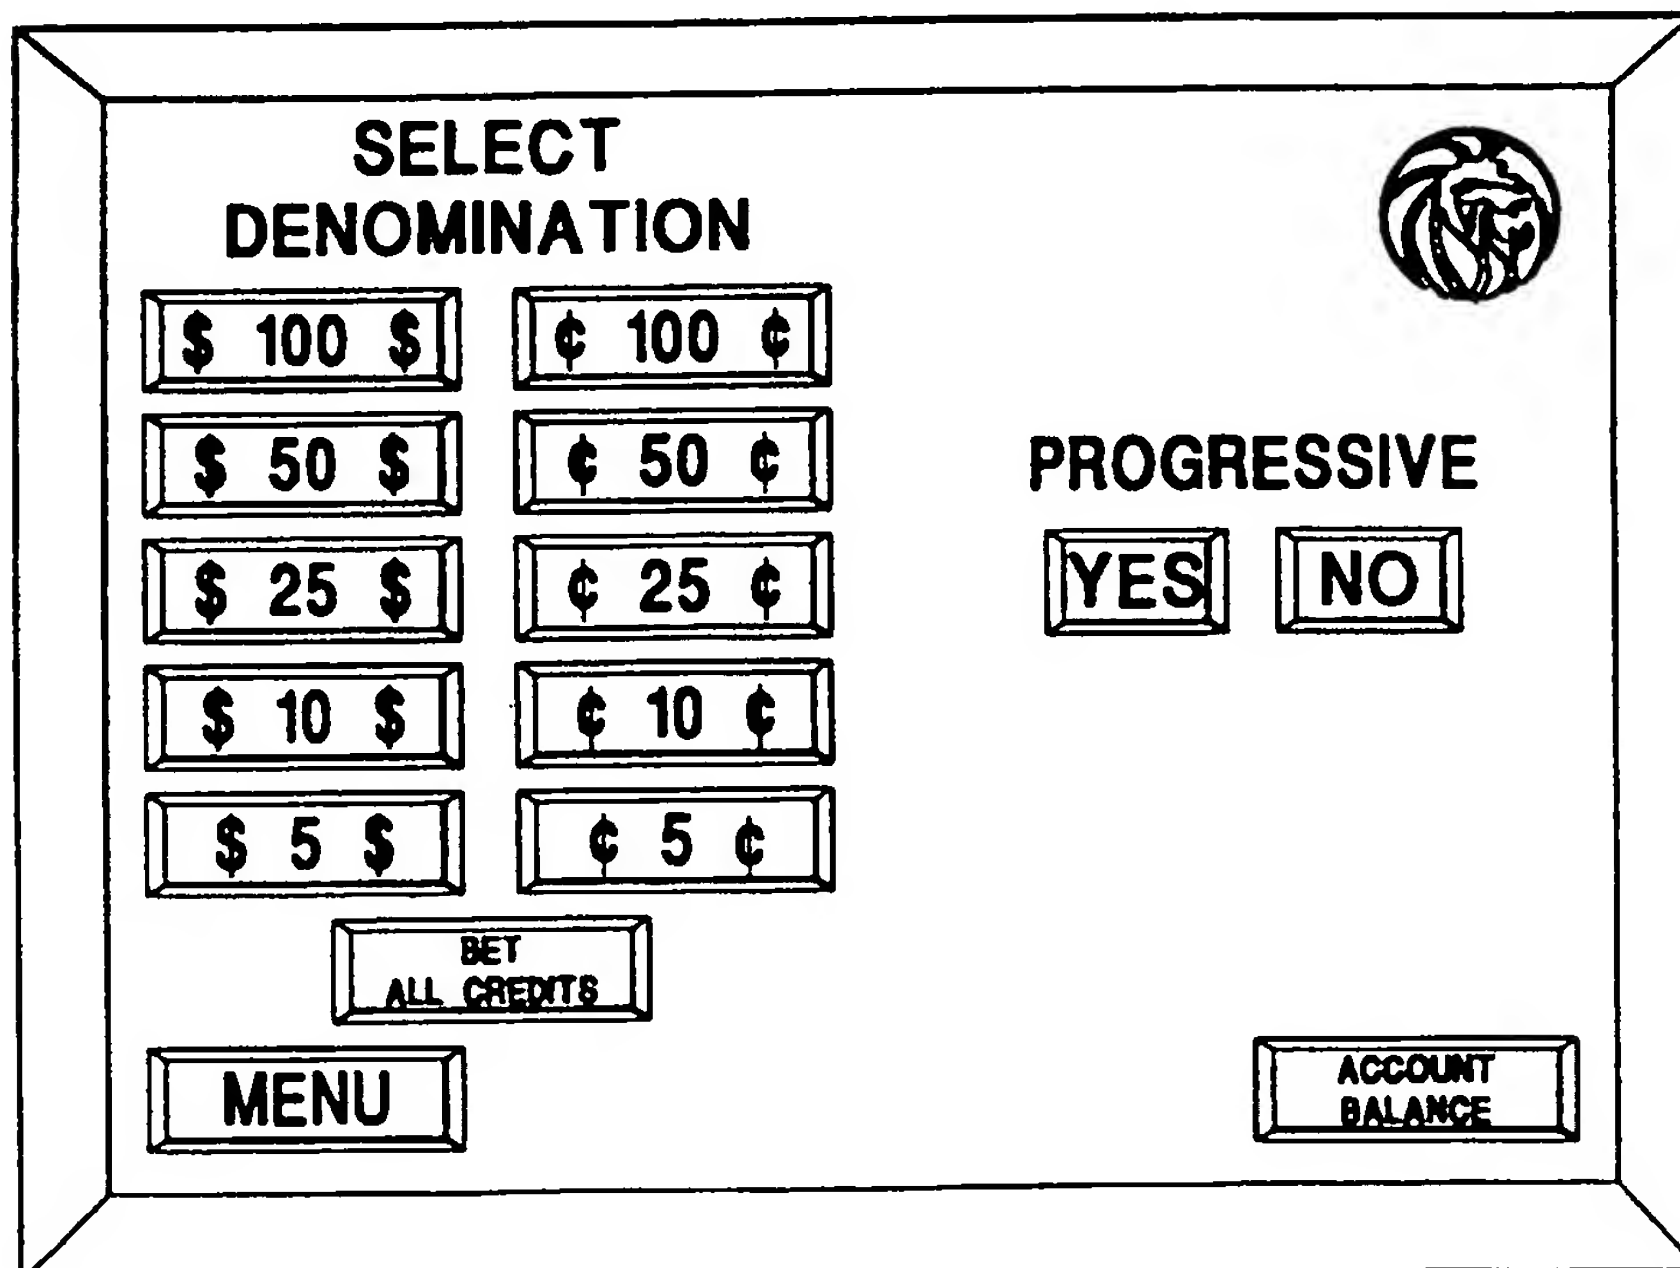 SELECT
DENOMINATION
$ 100 $
¢ 100 ¢
$ 50 $
¢ 50 ¢
$ 25 $
¢ 25 ¢
$ 10 $
¢ 10 ¢
$ 5 $
¢ 5 ¢
BET
ALL CREDITS
MENU
PROGRESSIVE
YES
NO
ACCOUNT
BALANCE